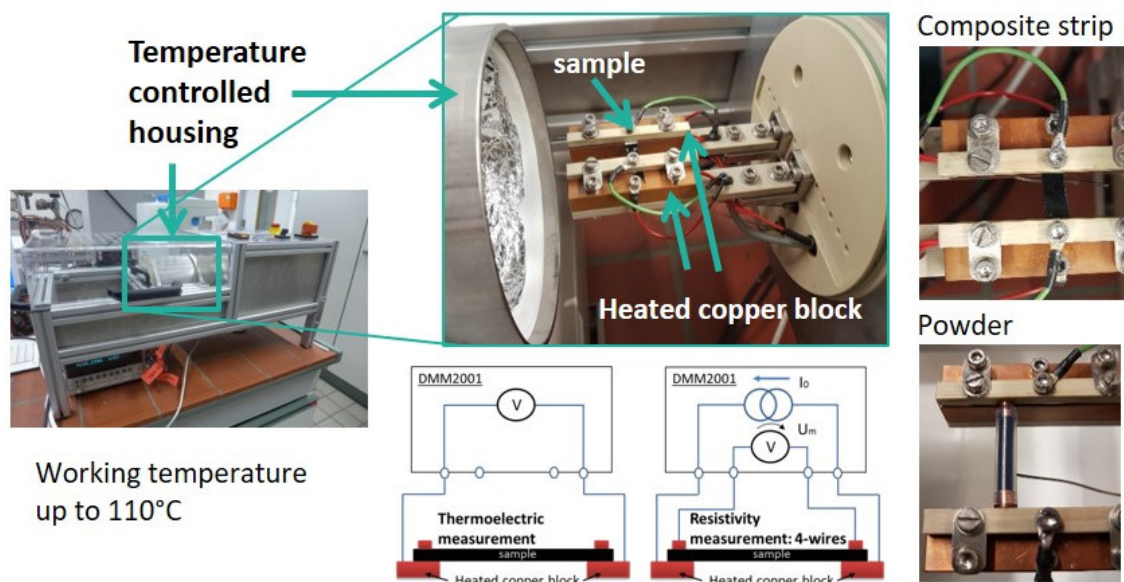 Temperature
controlled
housing
sample
Heated copper block
Composite strip
Powder
Working temperature
up to 110°C
DMM2001
V
Thermoelectric
measurement
sample
Heated copper block
DMM2001
I₀
Uₘ
V
Resistivity
measurement: 4-wires
sample
Heated copper block